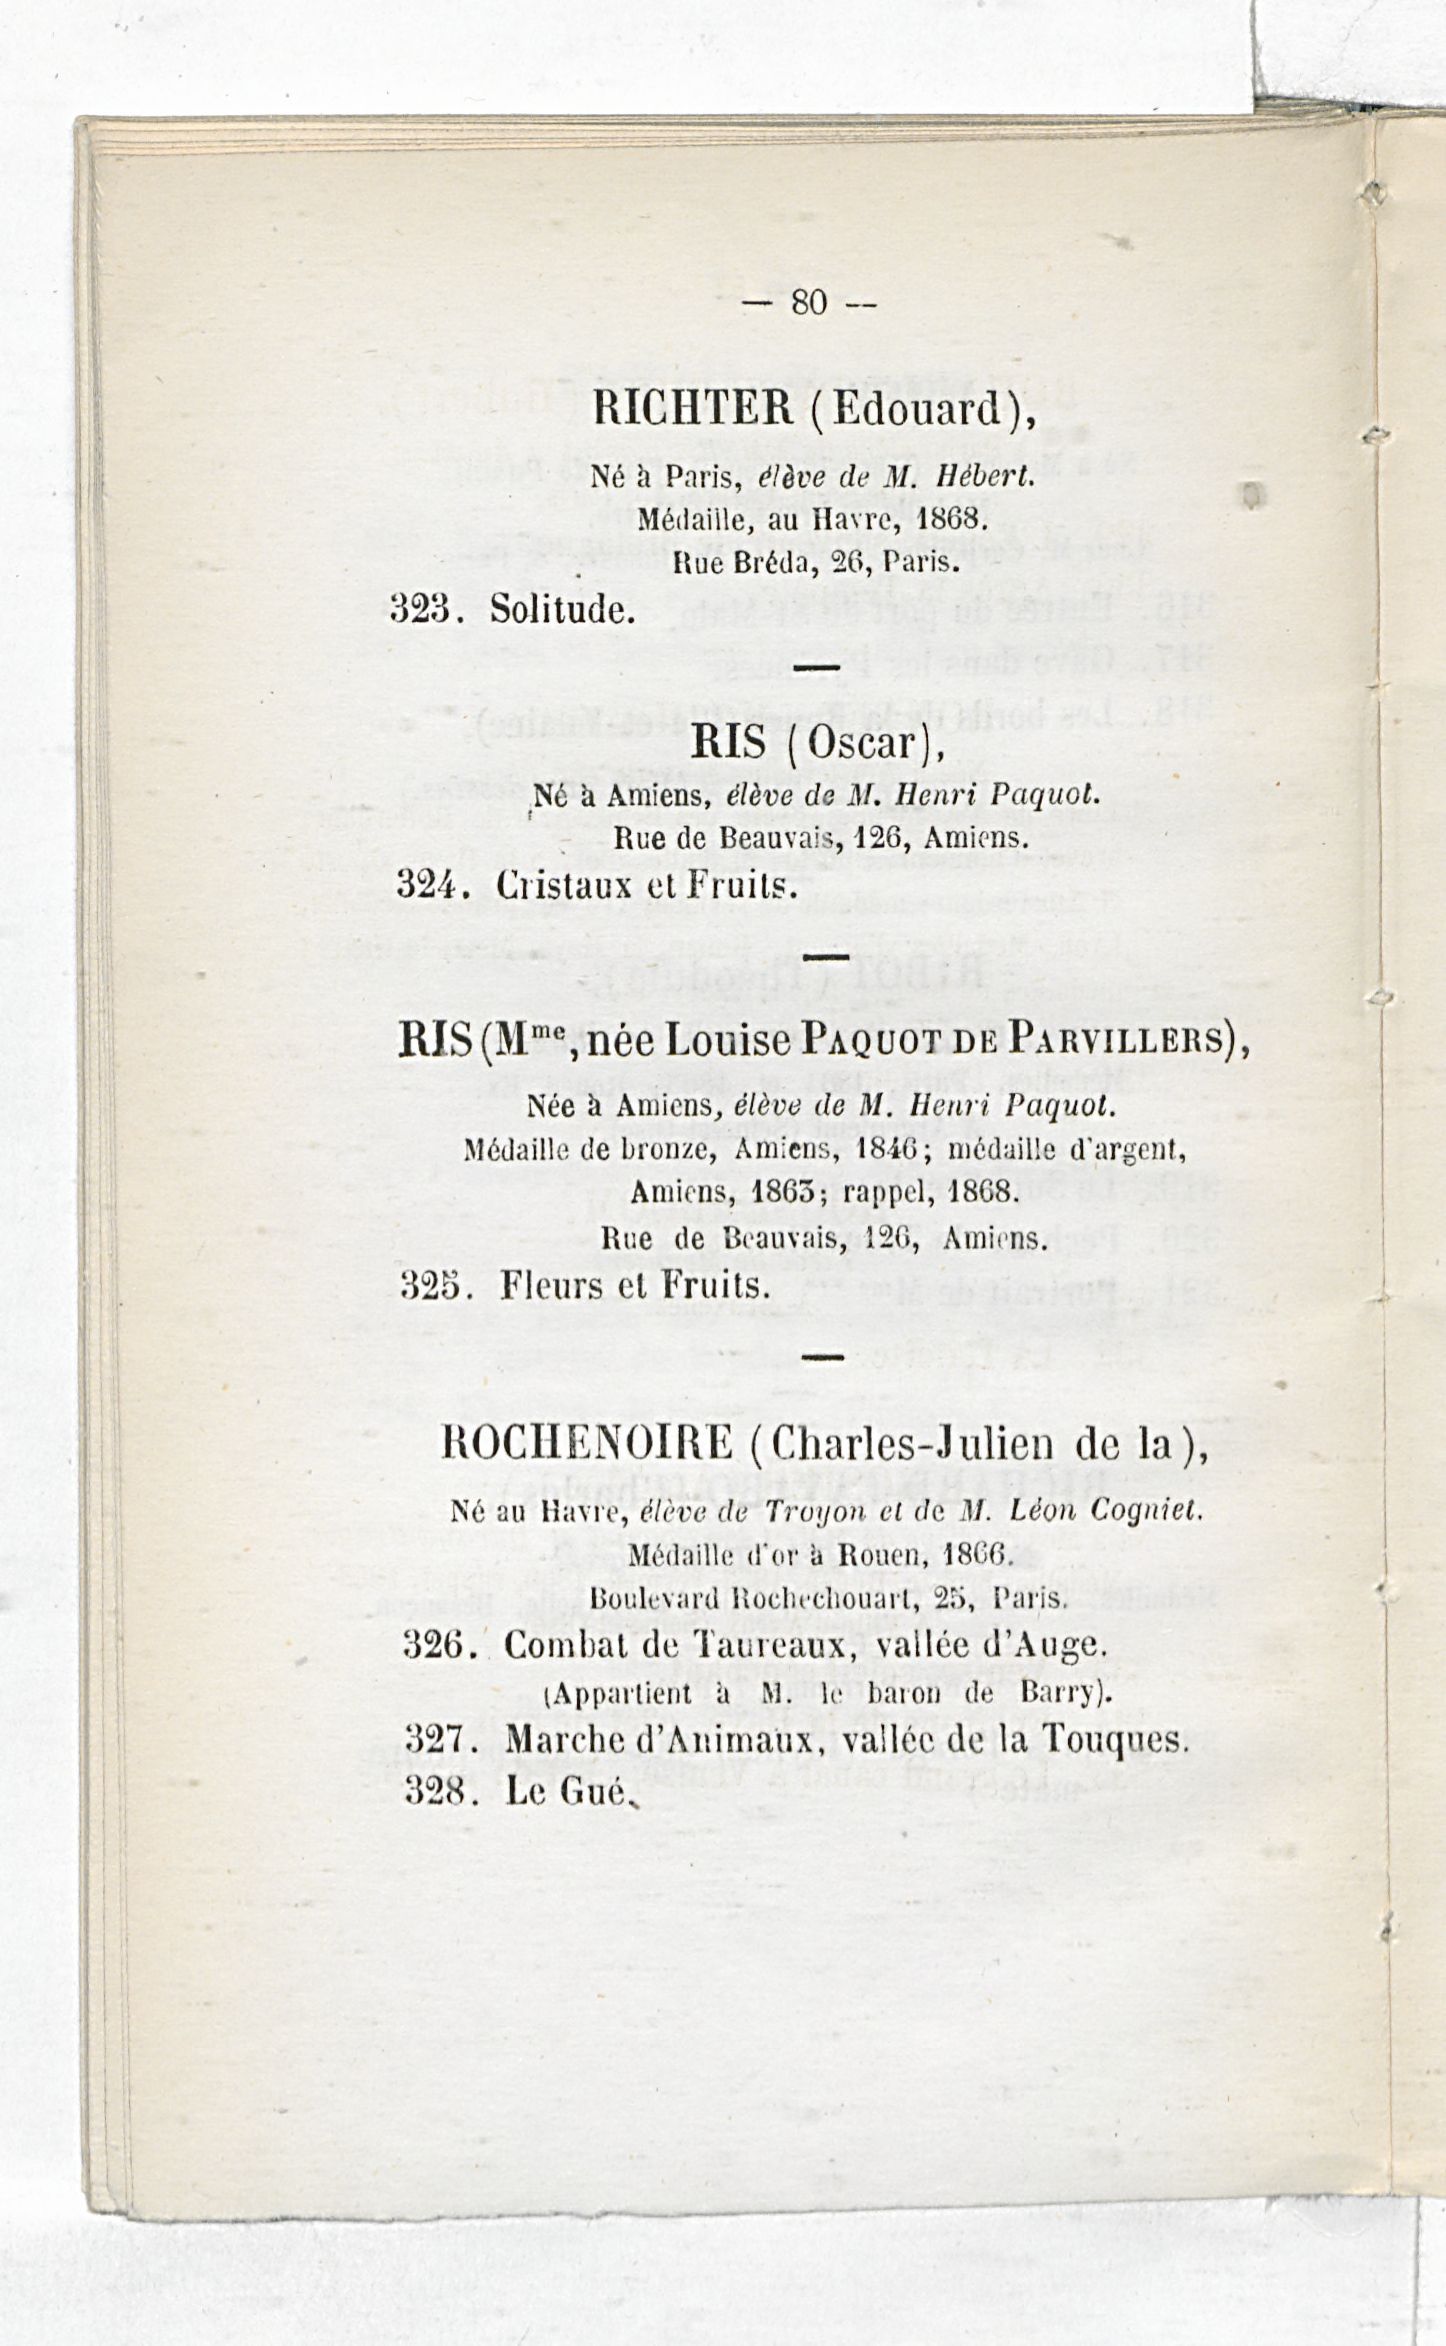 — 80 —
RICHTER (Edouard),
Né à Paris, élève de M. Hébert.
Médaille, au Havre, 1868.
Rue Bréda, 26, Paris.
323. Solitude.
RIS (Oscar),
Né à Amiens, élève de M. Henri Paquot.
Rue de Beauvais, 126, Amiens.
324. Cristaux et Fruits.
RIS (Mme, née Louise PAQUOT DE PARVILLERS),
Née à Amiens, élève de M. Henri Paquot.
Médaille de bronze, Amiens, 1846; médaille d'argent,
Amiens, 1863; rappel, 1868.
Rue de Beauvais, 126, Amiens.
325. Fleurs et Fruits.
ROCHENOIRE (Charles-Julien de la),
Né au Havre, élève de Troyon et de M. Léon Cogniet.
Médaille d'or à Rouen, 1866.
Boulevard Rochechouart, 25, Paris.
326. Combat de Taureaux, vallée d'Auge.
(Appartient à M. le baron de Barry).
327. Marche d'Animaux, vallée de la Touques.
328. Le Gué.